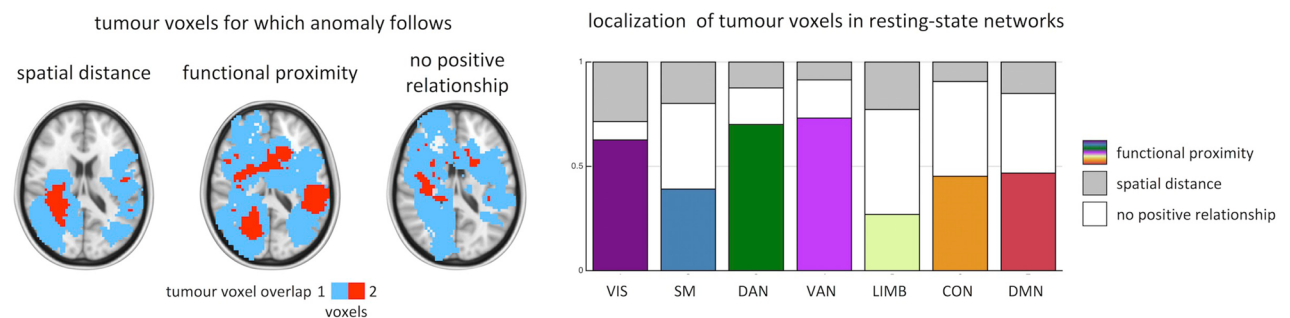 tumour voxels for which anomaly follows
spatial distance
functional proximity
no positive
relationship
tumour voxel overlap 1 2
voxels
localization of tumour voxels in resting-state networks
1
0.5
0
VIS SM DAN VAN LIMB CON DMN
functional proximity
spatial distance
no positive relationship